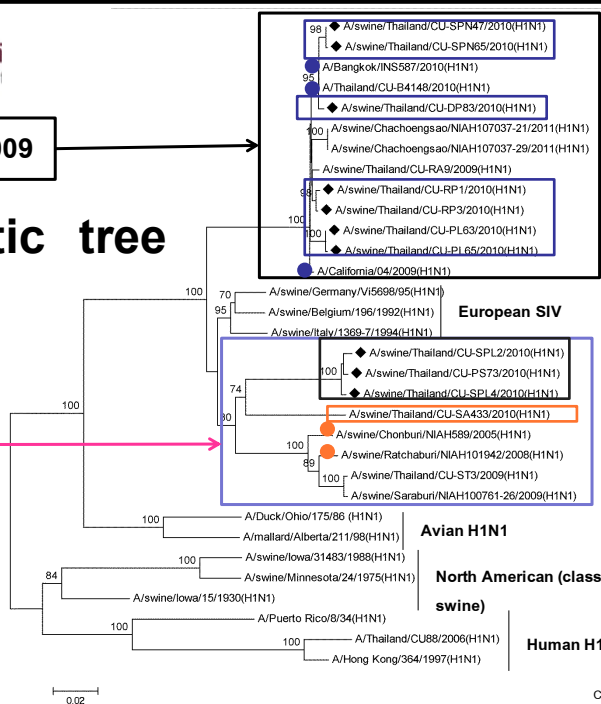 98
A/swine/Thailand/CU-SPN47/2010(H1N1)
A/swine/Thailand/CU-SPN65/2010(H1N1)
A/Bangkok/INS587/2010(H1N1)
95
A/Thailand/CU-B4148/2010(H1N1)
A/swine/Thailand/CU-DP83/2010(H1N1)
100
A/swine/Chachoengsao/NIAH107037-21/2011(H1N1)
A/swine/Chachoengsao/NIAH107037-29/2011(H1N1)
009
A/swine/Thailand/CU-RA9/2009(H1N1)
98
A/swine/Thailand/CU-RP1/2010(H1N1)
A/swine/Thailand/CU-RP3/2010(H1N1)
100
100
A/swine/Thailand/CU-PL63/2010(H1N1)
A/swine/Thailand/CU-PL65/2010(H1N1)
tic tree
A/California/04/2009(H1N1)
100
70
A/swine/Germany/Vi5698/95(H1N1)
95
A/swine/Belgium/196/1992(H1N1)
European SIV
A/swine/Italy/1369-7/1994(H1N1)
100
A/swine/Thailand/CU-SPL2/2010(H1N1)
A/swine/Thailand/CU-PS73/2010(H1N1)
A/swine/Thailand/CU-SPL4/2010(H1N1)
74
A/swine/Thailand/CU-SA433/2010(H1N1)
100
A/swine/Chonburi/NIAH589/2005(H1N1)
100
89
A/swine/Ratchaburi/NIAH101942/2008(H1N1)
100
A/swine/Thailand/CU-ST3/2009(H1N1)
A/swine/Saraburi/NIAH100761-26/2009(H1N1)
100
A/Duck/Ohio/175/86 (H1N1)
A/mallard/Alberta/211/98(H1N1)
Avian H1N1
100
A/swine/Iowa/31483/1988(H1N1)
84
A/swine/Minnesota/24/1975(H1N1)
North American (class
swine)
A/swine/Iowa/15/1930(H1N1)
100
A/Puerto Rico/8/34(H1N1)
100
A/Thailand/CU88/2006(H1N1)
A/Hong Kong/364/1997(H1N1)
Human H1
0.02
C